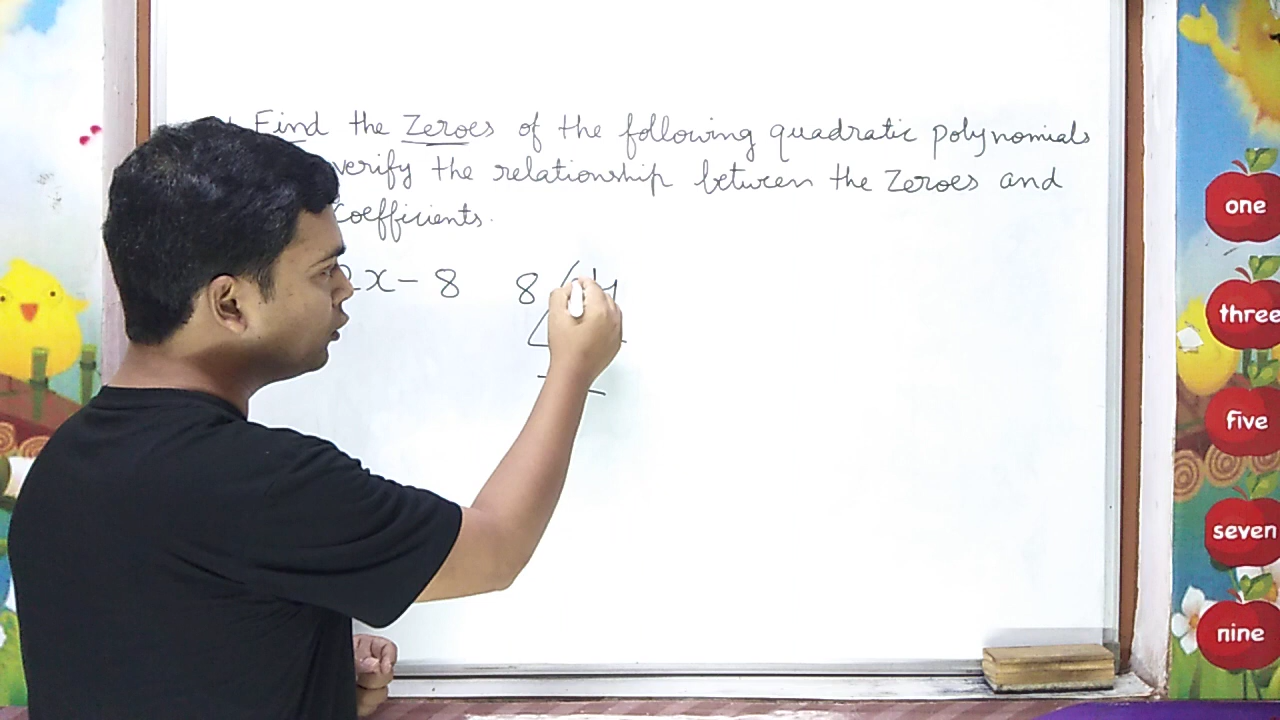 Find the Zeroes of the following quadratic polynomials
verify the relationship between the Zeroes and
Coefficients.
2x - 8 8
one
three
five
seven
nine